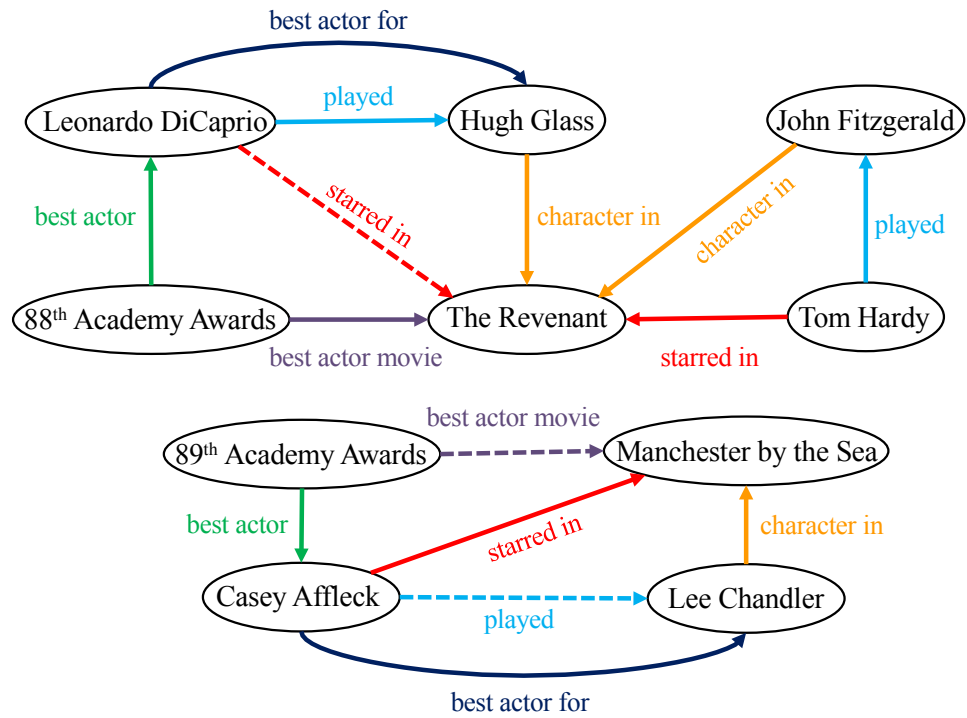 best actor for
played
Leonardo DiCaprio
Hugh Glass
John Fitzgerald
best actor
starred in
character in
character in
played
88th Academy Awards
The Revenant
Tom Hardy
best actor movie
starred in
best actor movie
89th Academy Awards
Manchester by the Sea
best actor
starred in
character in
Casey Affleck
played
Lee Chandler
best actor for